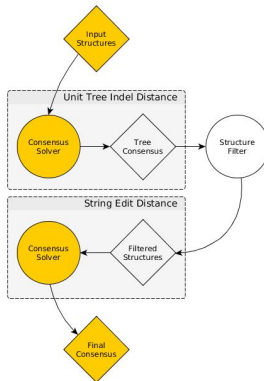 Input
Structures
Unit Tree Indel Distance
Consensus
Solver
Tree
Consensus
Structure
Filter
String Edit Distance
Consensus
Solver
Filtered
Structures
Final
Consensus